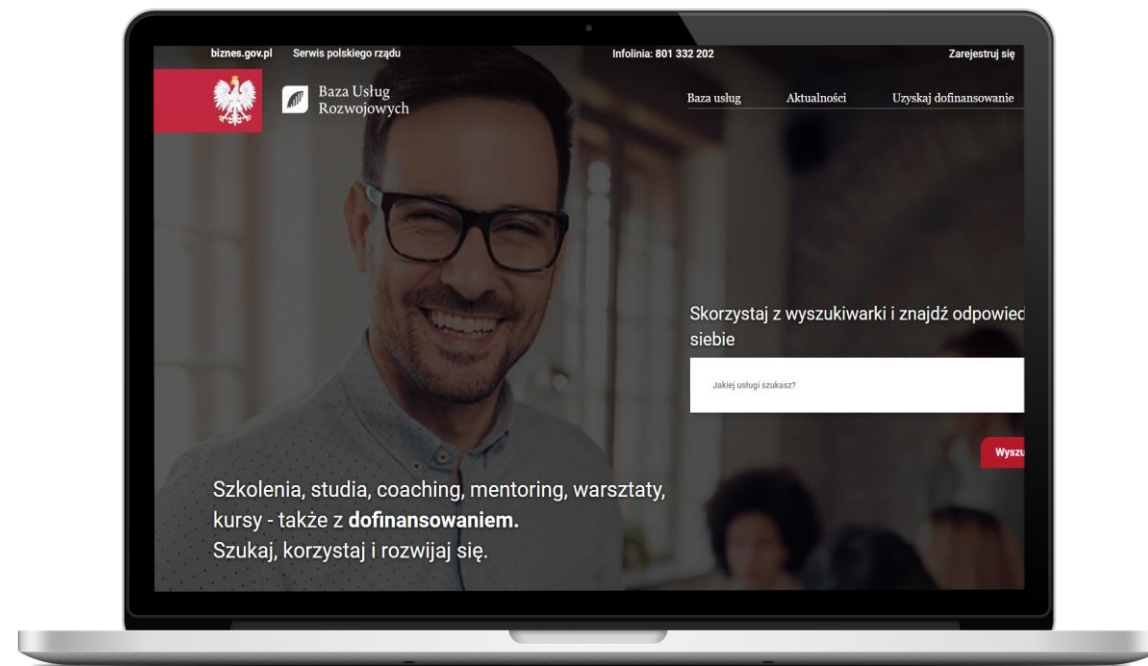 biznes.gov.pl Serwis polskiego rządu Infolinia: 801 332 202 Zarejestruj się
Baza Usług
Rozwojowych
Baza usług Aktualności Uzyskaj dofinansowanie
Skorzystaj z wyszukiwarki i znajdź odpowied
siebie
Jakiej usługi szukasz?
Wyszu
Szkolenia, studia, coaching, mentoring, warsztaty,
kursy - także z dofinansowaniem.
Szukaj, korzystaj i rozwijaj się.